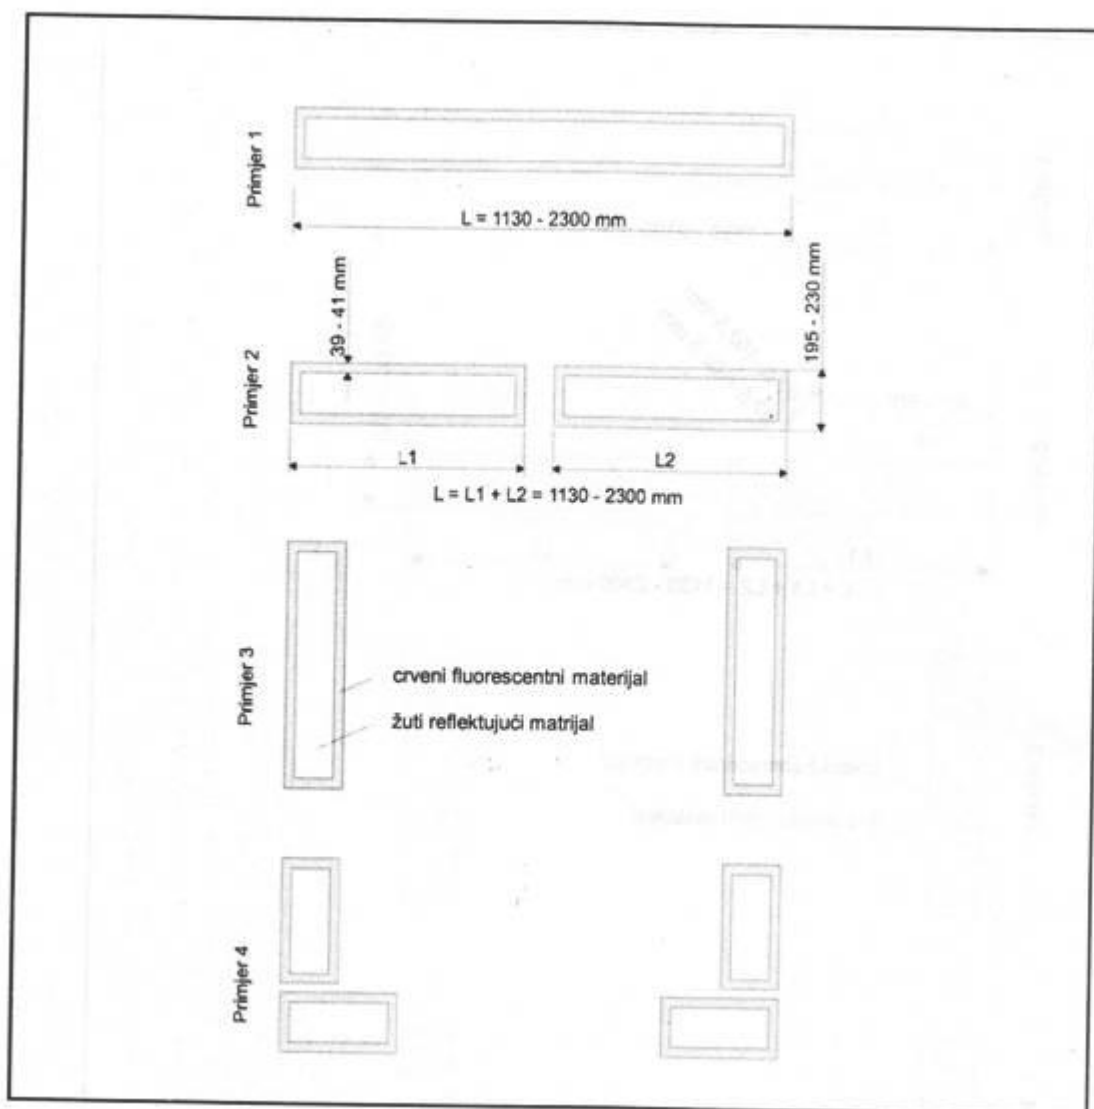 Primjer 1
L = 1130 - 2300 mm
39 - 41 mm
195 - 230 mm
Primjer 2
L1
L2
L = L1 + L2 = 1130 - 2300 mm
Primjer 3
crveni fluorescentni materijal
žuti reflektujući matrijal
Primjer 4